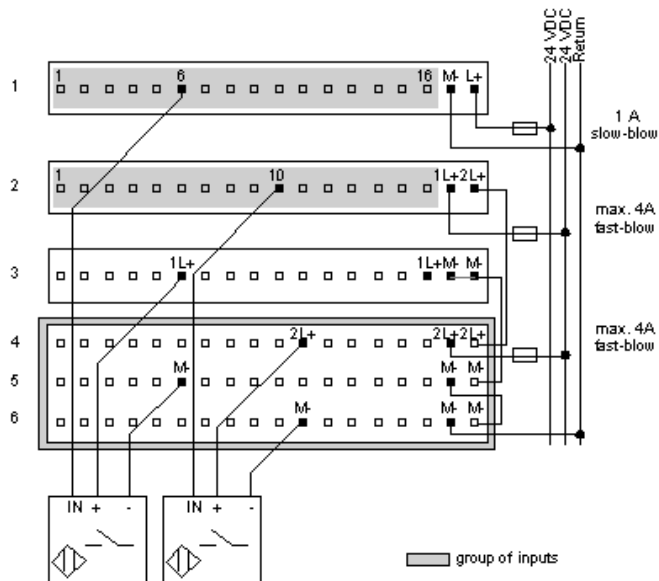 24 VDC
24 VDC
Return
1
1
6
16
M-
L+
1 A
slow-blow
2
1
10
1L+
2L+
max. 4A
fast-blow
3
1L+
1L+
M-
M-
4
2L+
2L+
2L+
max. 4A
fast-blow
5
M-
M-
M-
6
M-
M-
M-
IN + -
IN + -
group of inputs